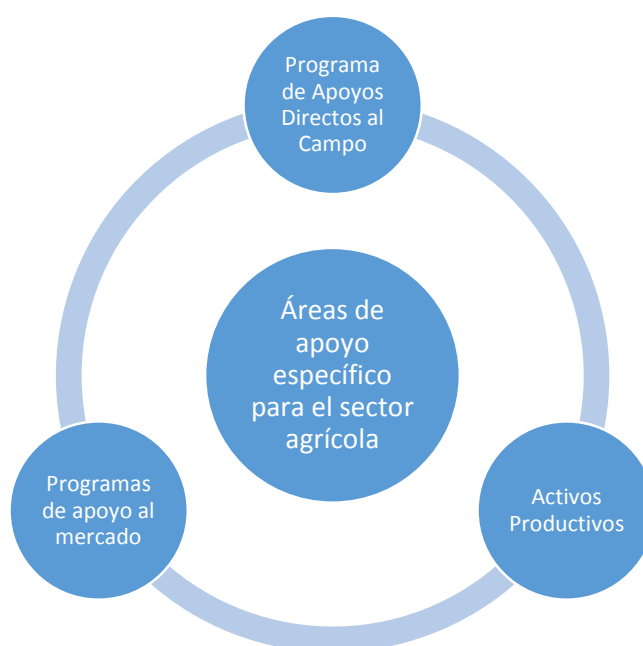 Programa
de Apoyos
Directos al
Campo
Áreas de
apoyo
específico
para el sector
agrícola
Programas
de apoyo al
mercado
Activos
Productivos